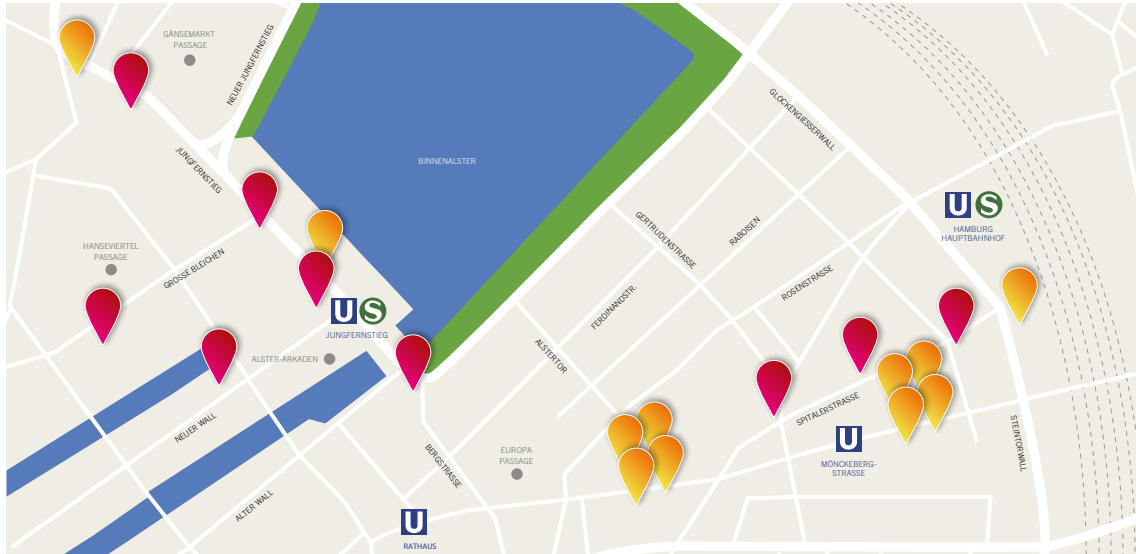 GÄNSEMARKT
PASSAGE
NEUER JUNGFERNSTIEG
GLOCKENGIESSERWALL
JUNGFERNSTIEG
BINNENALSTER
U S
HAMBURG
HAUPTBAHNHOF
GERTRUDENSTRASSE
RABOISEN
HANSEVIERTEL
PASSAGE
GROSSE BLEICHEN
ROSENSTRASSE
FERDINANDSTR.
U S
JUNGFERNSTIEG
ALSTER-ARKADEN
ALSTERTOR
NEUER WALL
SPITALERSTRASSE
STEINTORWALL
U
MÖNCKEBERG-
STRASSE
BERGSTRASSE
EUROPA
PASSAGE
ALTER WALL
U
RATHAUS